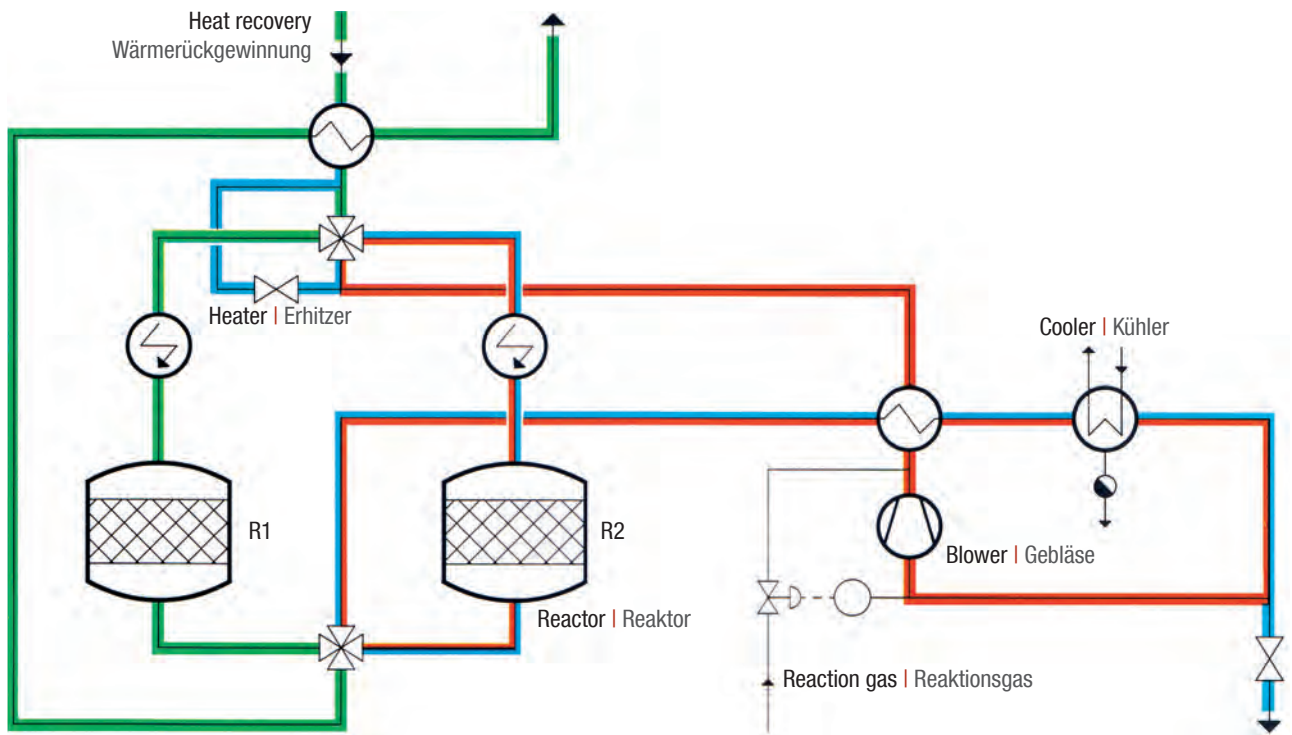 Heat recovery
Wärmerückgewinnung
Heater | Erhitzer
Cooler | Kühler
R1
R2
Blower | Gebläse
Reactor | Reaktor
Reaction gas | Reaktionsgas